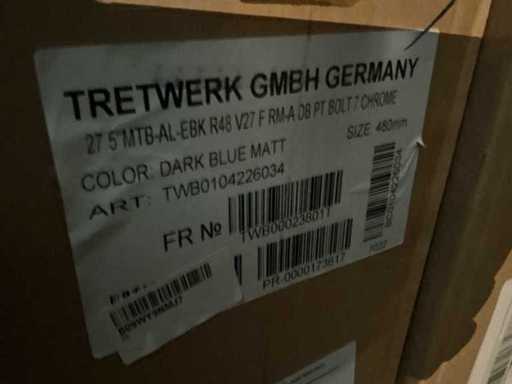 TRETWERK GMBH GERMANY
27 5"MTB-AL-EBK R48 V27 F RM-A DB PT BOLT 7 CHROME
COLOR: DARK BLUE MATT
SIZE: 480mm
ART: TWB0104226034
FR №
TWB000238011
PR-0000173617